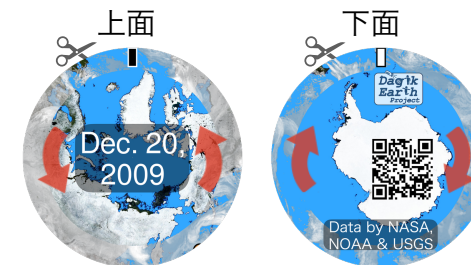 上面
下面
Dagik
Earth
Project
Dec. 20,
2009
Data by NASA,
NOAA & USGS